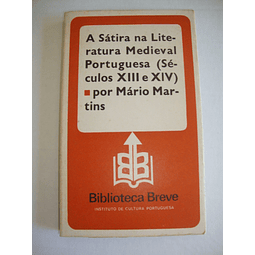 A Sátira na Lite-
ratura Medieval
Portuguesa (Sé-
culos XIII e XIV)
por Mário Mar-
tins
Biblioteca Breve
INSTITUTO DE CULTURA PORTUGUESA